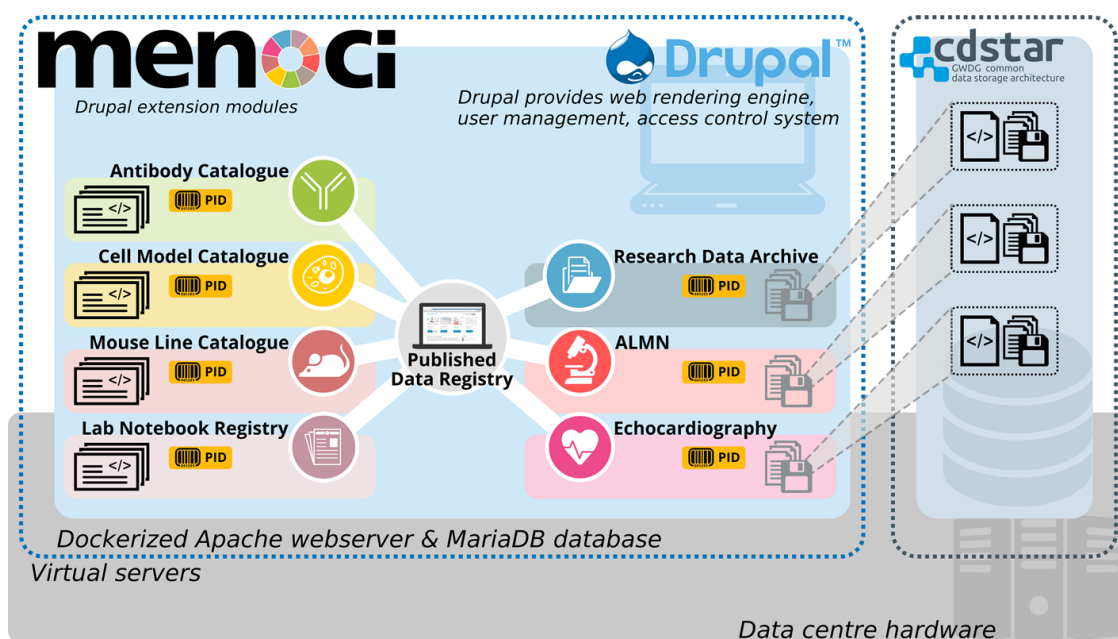 menoci
Drupal extension modules
Drupal™
Drupal provides web rendering engine,
user management, access control system
cdstar
GWDG common
data storage architecture
Antibody Catalogue
</>
PID
Cell Model Catalogue
</>
PID
Mouse Line Catalogue
</>
PID
Lab Notebook Registry
</>
PID
Published
Data Registry
Research Data Archive
PID
ALMN
PID
Echocardiography
PID
</>
</>
</>
Dockerized Apache webserver & MariaDB database
Virtual servers
Data centre hardware